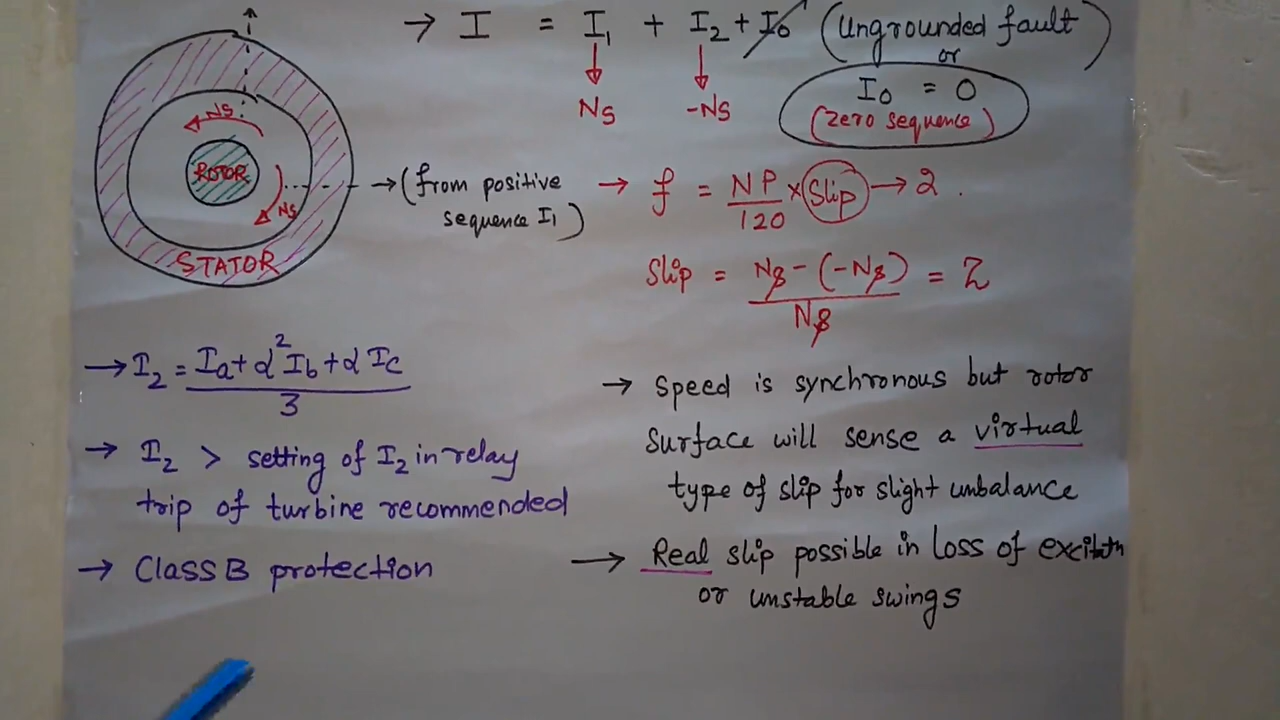 → I = I₁ + I₂ + I₀ (Ungrounded fault
or
I₀ = 0
(zero sequence)
Ns
-Ns
NS
ROTOR
NS
STATOR
→ (from positive
sequence I₁)
→ f = NP/120 × Slip → 2.
Slip = Ns - (-Ns) / Ns = 2
→ I₂ = Ia + α²Ib + α Ic / 3
→ I₂ > setting of I₂ in relay
trip of turbine recommended
→ Class B protection
→ Speed is synchronous but rotor
Surface will sense a virtual
type of slip for slight unbalance
→ Real slip possible in loss of
or unstable swings